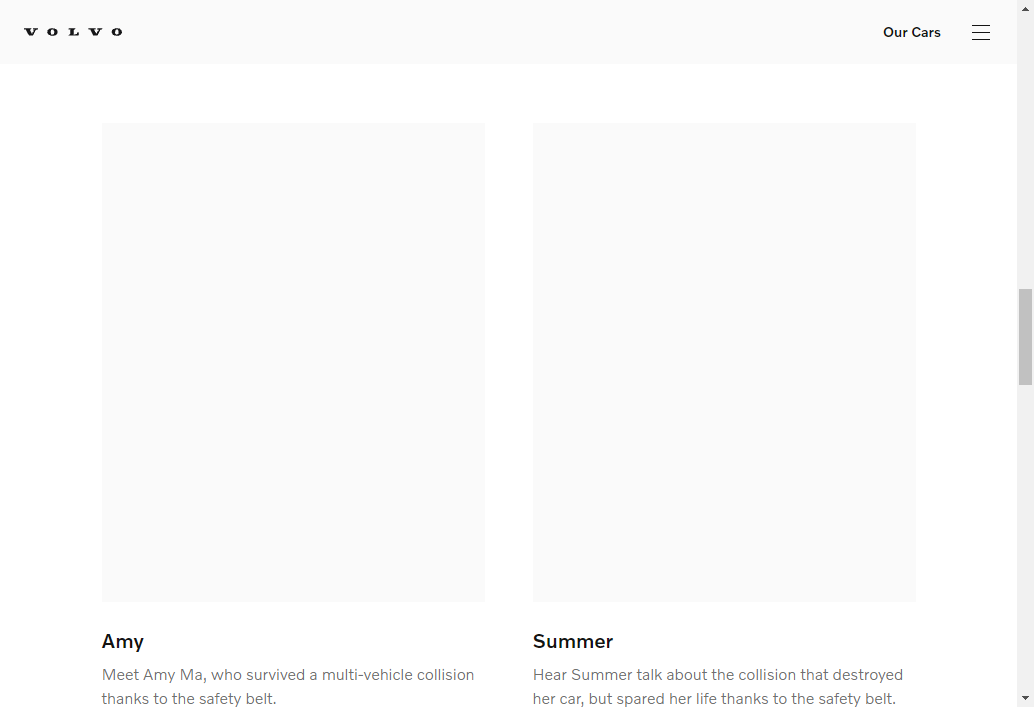 VOLVO
Our Cars
Amy
Meet Amy Ma, who survived a multi-vehicle collision
thanks to the safety belt.
Summer
Hear Summer talk about the collision that destroyed
her car, but spared her life thanks to the safety belt.